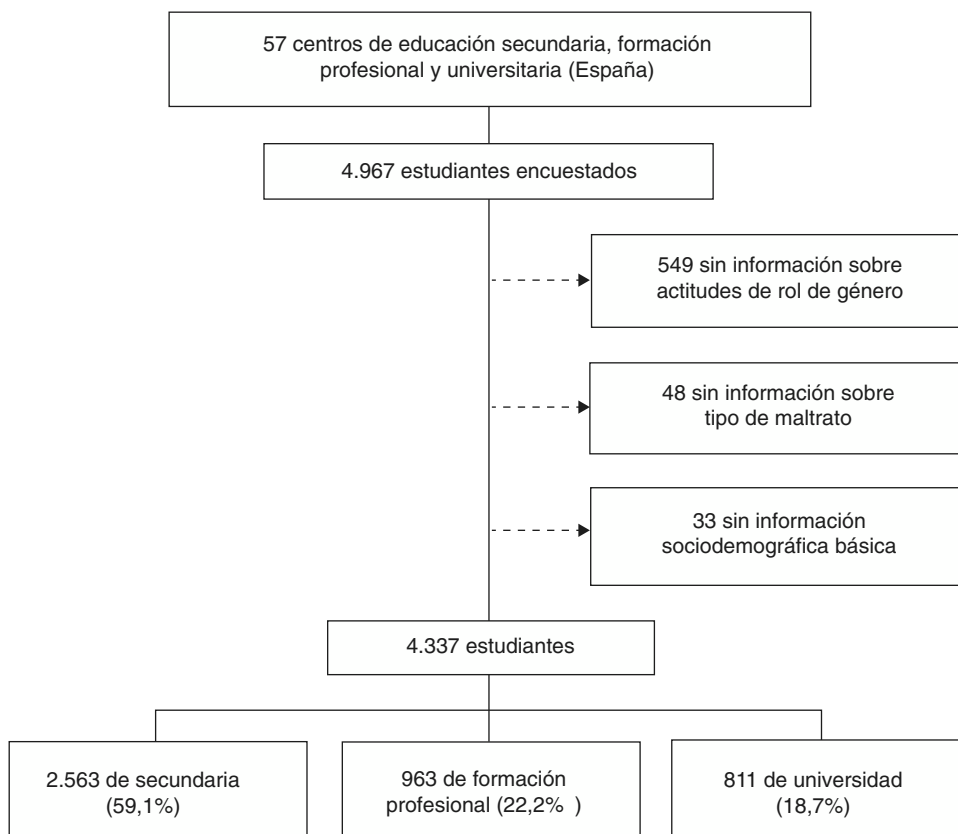 57 centros de educación secundaria, formación
profesional y universitaria (España)
4.967 estudiantes encuestados
549 sin información sobre
actitudes de rol de género
48 sin información sobre
tipo de maltrato
33 sin información
sociodemográfica básica
4.337 estudiantes
2.563 de secundaria
(59,1%)
963 de formación
profesional (22,2% )
811 de universidad
(18,7%)